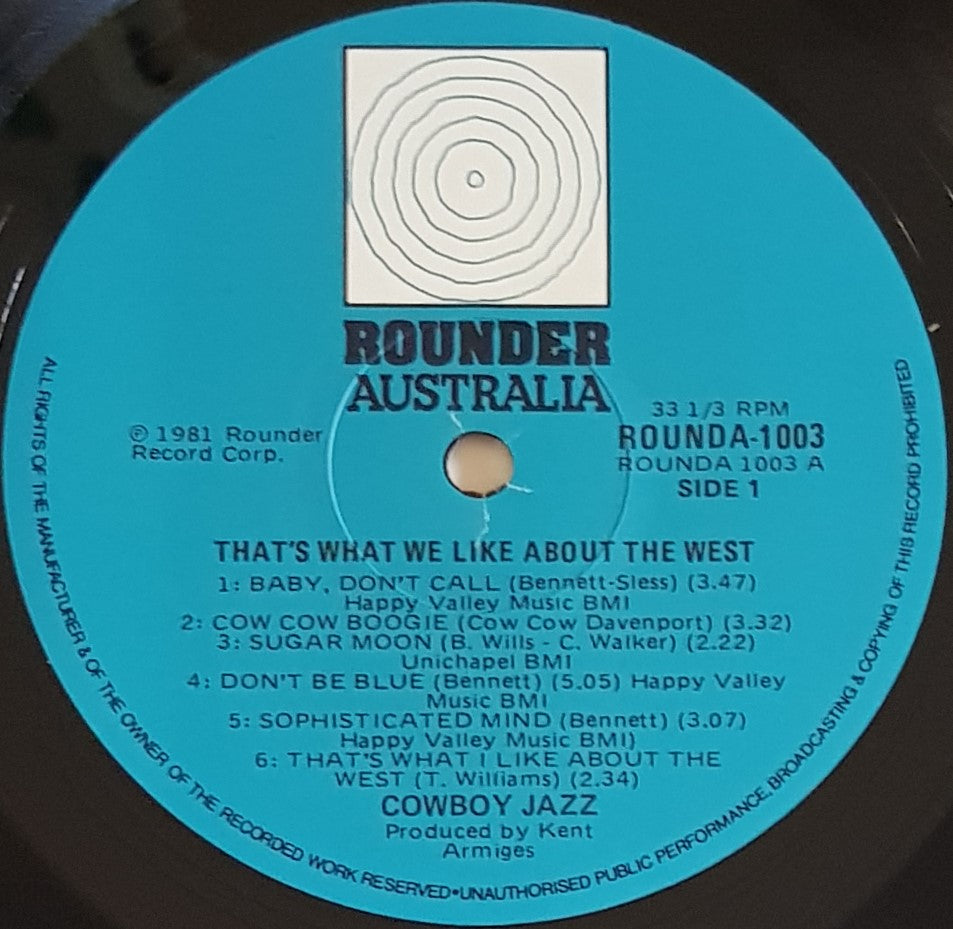 ROUNDER
AUSTRALIA
℗ 1981 Rounder
Record Corp.
33 1/3 RPM
ROUNDA-1003
ROUNDA 1003 A
SIDE 1
THAT'S WHAT WE LIKE ABOUT THE WEST
1: BABY, DON'T CALL (Bennett-Sless) (3.47)
Happy Valley Music BMI
2: COW COW BOOGIE (Cow Cow Davenport) (3.32)
3: SUGAR MOON (B. Wills - C. Walker) (2.22)
Unichapel BMI
4: DON'T BE BLUE (Bennett) (5.05) Happy Valley
Music BMI
5: SOPHISTICATED MIND (Bennett) (3.07)
Happy Valley Music BMI)
6: THAT'S WHAT I LIKE ABOUT THE
WEST (T. Williams) (2.34)
COWBOY JAZZ
Produced by Kent
Armiges
ALL RIGHTS OF THE MANUFACTURER & OF THE OWNER OF THE RECORDED WORK RESERVED•UNAUTHORISED PUBLIC PERFORMANCE, BROADCASTING & COPYING OF THIS RECORD PROHIBITED